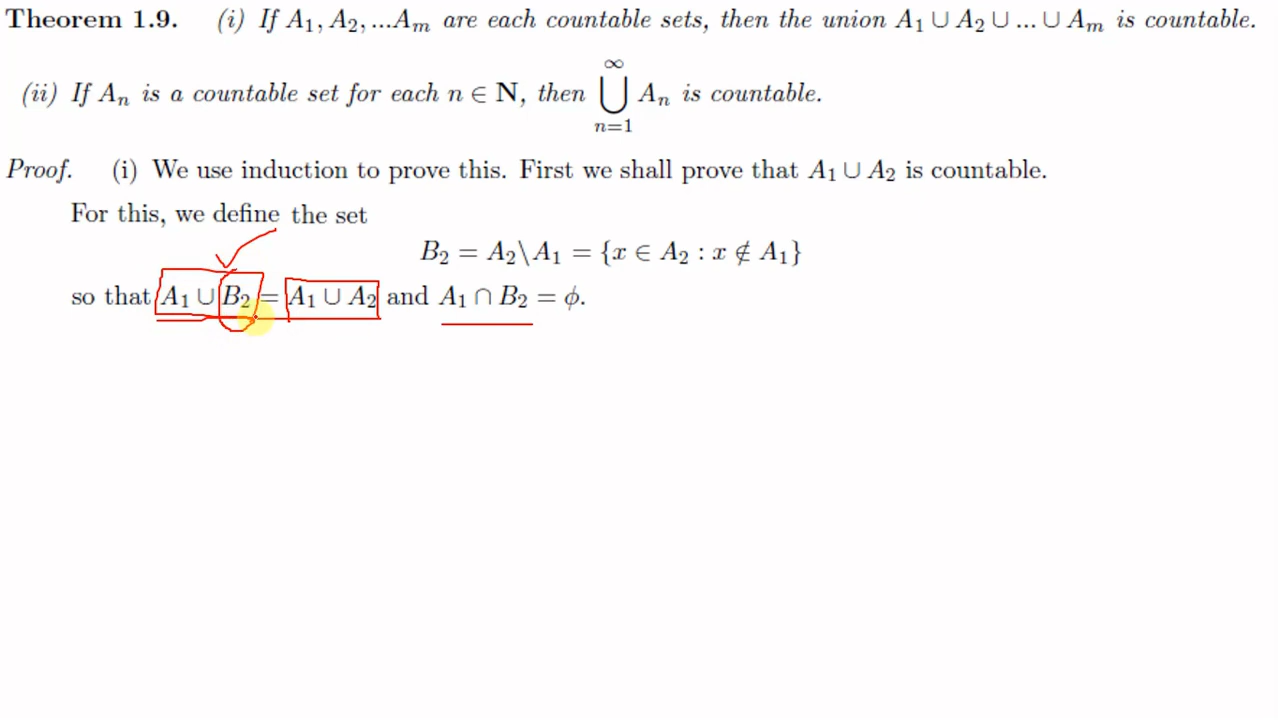 Theorem 1.9. (i) If A₁, A₂, ...Aₘ are each countable sets, then the union A₁ ∪ A₂ ∪ ... ∪ Aₘ is countable.
(ii) If Aₙ is a countable set for each n ∈ N, then ⋃ₙ₌₁^∞ Aₙ is countable.
Proof. (i) We use induction to prove this. First we shall prove that A₁ ∪ A₂ is countable.
For this, we define the set
B₂ = A₂\A₁ = {x ∈ A₂ : x ∉ A₁}
so that A₁ ∪ B₂ = A₁ ∪ A₂ and A₁ ∩ B₂ = ϕ.